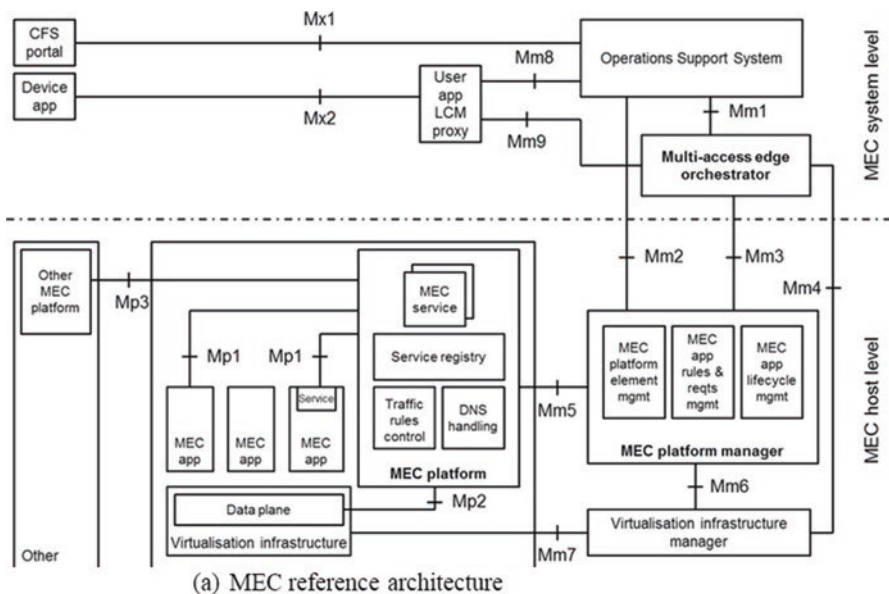 Mx1
CFS
portal
Operations Support System
Mm8
Device
app
User
app
LCM
proxy
Mx2
Mm1
Mm9
Multi-access edge
orchestrator
MEC system level
Other
MEC
platform
Mp3
MEC
service
Mm2
Mm3
Mm4
Service registry
Mp1
Mp1
MEC
platform
element
mgmt
MEC
app
rules &
reqts
mgmt
MEC
app
lifecycle
mgmt
MEC
app
MEC
app
Service
MEC
app
Traffic
rules
control
DNS
handling
Mm5
MEC platform
MEC platform manager
MEC host level
Mp2
Mm6
Data plane
Virtualisation infrastructure
Mm7
Virtualisation infrastructure
manager
Other
(a) MEC reference architecture